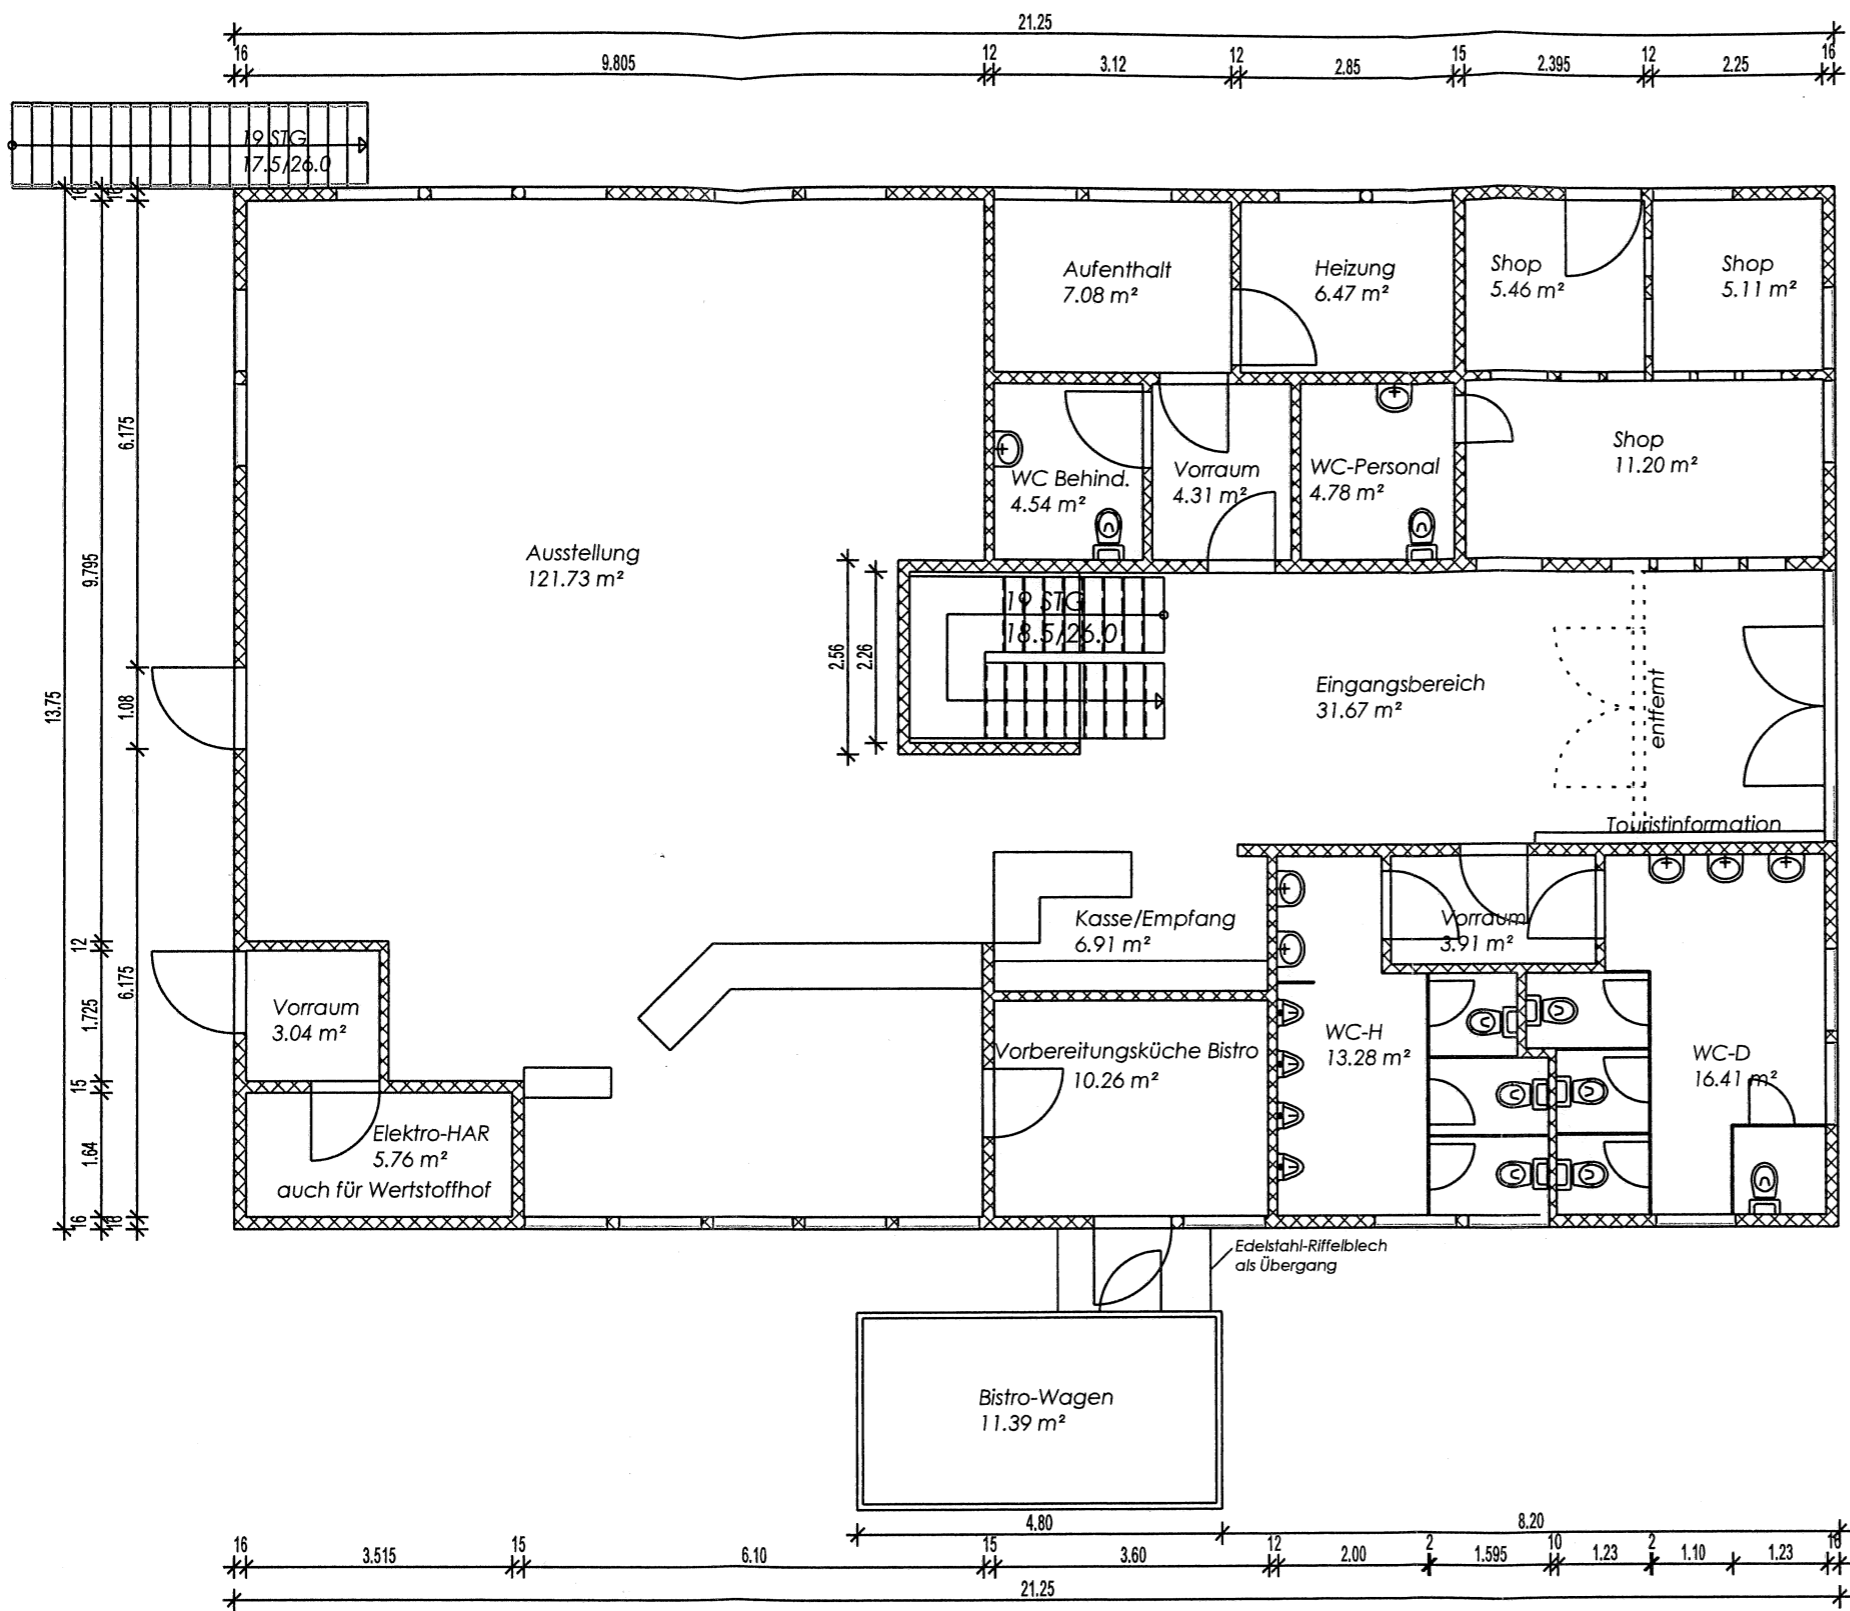 21.25
16
9.805
12
3.12
12
2.85
15
2.395
12
2.25
16
19 STG
17.5/26.0
16
16
Aufenthalt
7.08 m²
Heizung
6.47 m²
Shop
5.46 m²
Shop
5.11 m²
6.175
WC Behind.
4.54 m²
Vorraum
4.31 m²
WC-Personal
4.78 m²
Shop
11.20 m²
Ausstellung
121.73 m²
9.795
19 STG
18.5/26.0
2.56
2.26
Eingangsbereich
31.67 m²
entfernt
13.75
1.08
Touristinformation
Kasse/Empfang
6.91 m²
Vorraum
3.91 m²
12
6.175
1.725
Vorraum
3.04 m²
Vorbereitungsküche Bistro
10.26 m²
WC-H
13.28 m²
WC-D
16.41 m²
15
1.64
Elektro-HAR
5.76 m²
auch für Wertstoffhof
16
16
Edelstahl-Riffelblech
als Übergang
Bistro-Wagen
11.39 m²
4.80
8.20
16
3.515
15
6.10
15
3.60
12
2.00
2
1.595
10
1.23
2
1.10
1.23
16
21.25